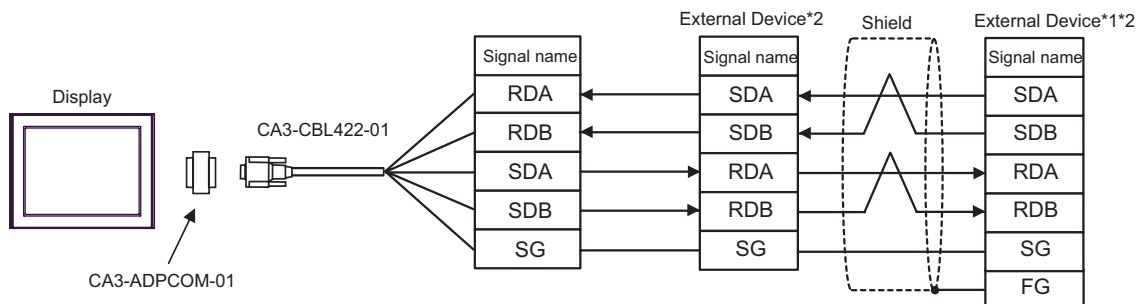 External Device*2
Shield
External Device*1*2
Signal name
Signal name
Signal name
Display
CA3-CBL422-01
CA3-ADPCOM-01
RDA
SDA
SDA
RDB
SDB
SDB
SDA
RDA
RDA
SDB
RDB
RDB
SG
SG
SG
FG